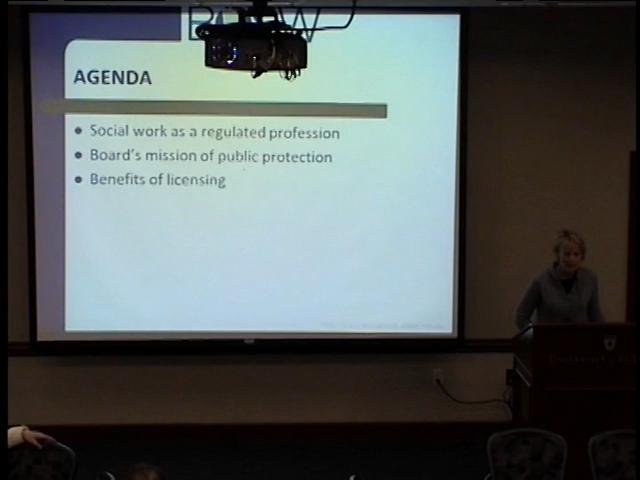 AGENDA
Social work as a regulated profession
Board's mission of public protection
Benefits of licensing